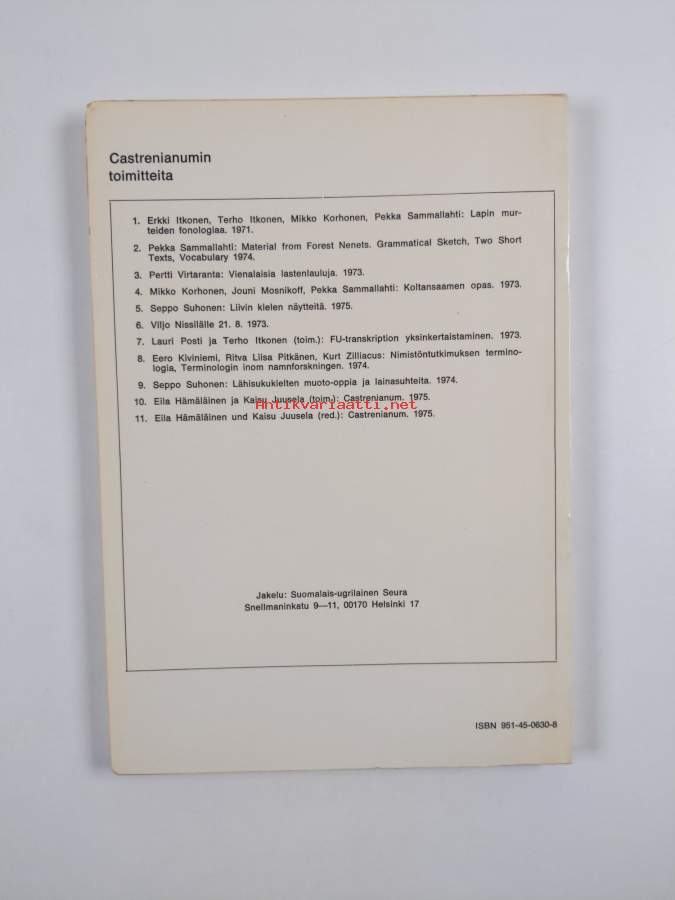 Castrenianumin
toimitteita
1. Erkki Itkonen, Terho Itkonen, Mikko Korhonen, Pekka Sammallahti: Lapin mur-
teiden fonologiaa. 1971.
2. Pekka Sammallahti: Material from Forest Nenets. Grammatical Sketch, Two Short
Texts, Vocabulary 1974.
3. Pertti Virtaranta: Vienalaisia lastenlauluja. 1973.
4. Mikko Korhonen, Jouni Mosnikoff, Pekka Sammallahti: Koltansaamen opas. 1973.
5. Seppo Suhonen: Liivin kielen näytteitä. 1975.
6. Viljo Nissilälle 21. 8. 1973.
7. Lauri Posti ja Terho Itkonen (toim.): FU-transkription yksinkertaistaminen. 1973.
8. Eero Kiviniemi, Ritva Liisa Pitkänen, Kurt Zilliacus: Nimistöntutkimuksen termino-
logia, Terminologin inom namnforskningen. 1974.
9. Seppo Suhonen: Lähisukukielten muoto-oppia ja lainasuhteita. 1974.
10. Eila Hämäläinen ja Kaisu Juusela (toim.): Castrenianum. 1975.
Antikvariaatti.net
11. Eila Hämäläinen und Kaisu Juusela (red.): Castrenianum. 1975.
Jakelu: Suomalais-ugrilainen Seura
Snellmaninkatu 9—11, 00170 Helsinki 17
ISBN 951-45-0630-8